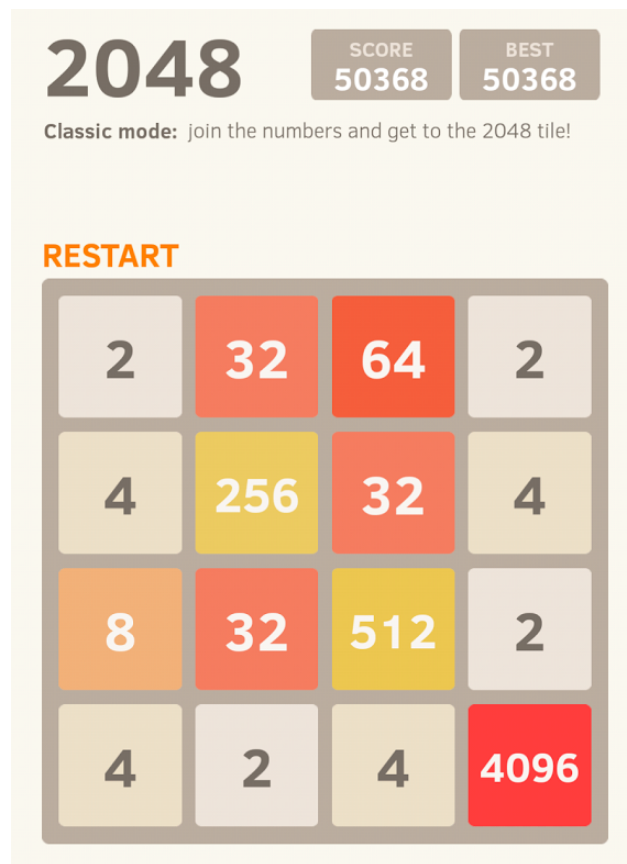 2048
SCORE
50368
BEST
50368
Classic mode: join the numbers and get to the 2048 tile!
RESTART
2 32 64 2
4 256 32 4
8 32 512 2
4 2 4 4096